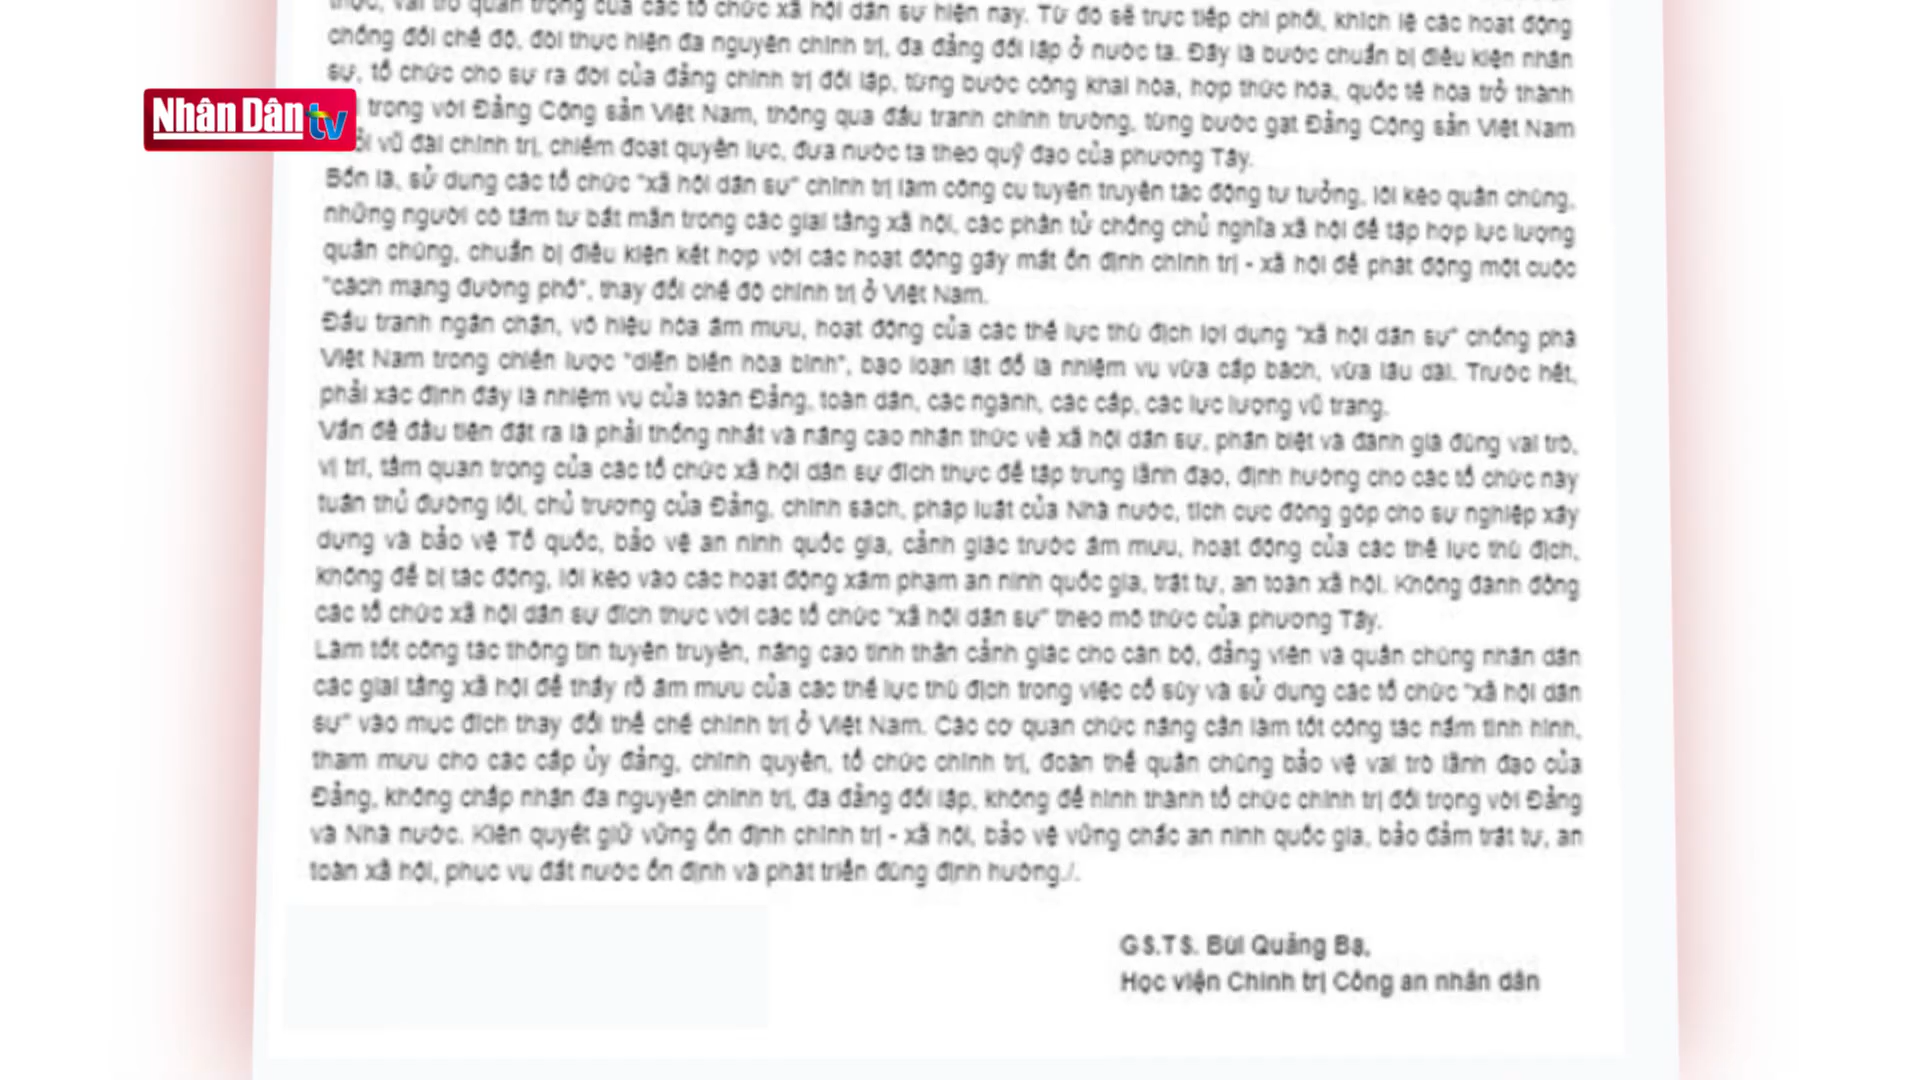 thực, vai trò quan trọng của các tổ chức xã hội dân sự hiện nay. Từ đó sẽ trực tiếp chi phối, khích lệ các hoạt động
chống đối chế độ, đòi thực hiện đa nguyên chính trị, đa đảng đối lập ở nước ta. Đây là bước chuẩn bị điều kiện nhân
sự, tổ chức cho sự ra đời của đảng chính trị đối lập, từng bước công khai hóa, hợp thức hóa, quốc tế hóa trở thành
trọng với Đảng Cộng sản Việt Nam, thông qua đấu tranh chính trường, từng bước gạt Đảng Cộng sản Việt Nam
Nhân Dân tv
vũ đài chính trị, chiếm đoạt quyền lực, đưa nước ta theo quỹ đạo của phương Tây.
Bốn là, sử dụng các tổ chức "xã hội dân sự" chính trị làm công cụ tuyên truyền tác động tư tưởng, lôi kéo quần chúng,
những người có tâm tư bất mãn trong các giai tầng xã hội, các phần tử chống chủ nghĩa xã hội để tập hợp lực lượng
quần chúng, chuẩn bị điều kiện kết hợp với các hoạt động gây mất ổn định chính trị - xã hội để phát động một cuộc
"cách mạng đường phố", thay đổi chế độ chính trị ở Việt Nam.
Đấu tranh ngăn chặn, vô hiệu hóa âm mưu, hoạt động của các thế lực thù địch lợi dụng "xã hội dân sự" chống phá
Việt Nam trong chiến lược "diễn biến hòa bình", bạo loạn lật đổ là nhiệm vụ vừa cấp bách, vừa lâu dài. Trước hết,
phải xác định đây là nhiệm vụ của toàn Đảng, toàn dân, các ngành, các cấp, các lực lượng vũ trang.
Vấn đề đầu tiên đặt ra là phải thống nhất và nâng cao nhận thức về xã hội dân sự, phân biệt và đánh giá đúng vai trò,
vị trí, tầm quan trọng của các tổ chức xã hội dân sự đích thực để tập trung lãnh đạo, định hướng cho các tổ chức này
tuân thủ đường lối, chủ trương của Đảng, chính sách, pháp luật của Nhà nước, tích cực đóng góp cho sự nghiệp xây
dựng và bảo vệ Tổ quốc, bảo vệ an ninh quốc gia, cảnh giác trước âm mưu, hoạt động của các thế lực thù địch,
không để bị tác động, lôi kéo vào các hoạt động xâm phạm an ninh quốc gia, trật tự, an toàn xã hội. Không đánh đồng
các tổ chức xã hội dân sự đích thực với các tổ chức "xã hội dân sự" theo mô thức của phương Tây.
Làm tốt công tác thông tin tuyên truyền, nâng cao tinh thần cảnh giác cho cán bộ, đảng viên và quần chúng nhân dân
các giai tầng xã hội để thấy rõ âm mưu của các thế lực thù địch trong việc cổ súy và sử dụng các tổ chức "xã hội dân
sự" vào mục đích thay đổi thể chế chính trị ở Việt Nam. Các cơ quan chức năng cần làm tốt công tác nắm tình hình,
tham mưu cho các cấp ủy đảng, chính quyền, tổ chức chính trị, đoàn thể quần chúng bảo vệ vai trò lãnh đạo của
Đảng, không chấp nhận đa nguyên chính trị, đa đảng đối lập, không để hình thành tổ chức chính trị đối trọng với Đảng
và Nhà nước. Kiên quyết giữ vững ổn định chính trị - xã hội, bảo vệ vững chắc an ninh quốc gia, bảo đảm trật tự, an
toàn xã hội, phục vụ đất nước ổn định và phát triển đúng định hướng./.
GS.TS. Bùi Quảng Bạ,
Học viện Chính trị Công an nhân dân